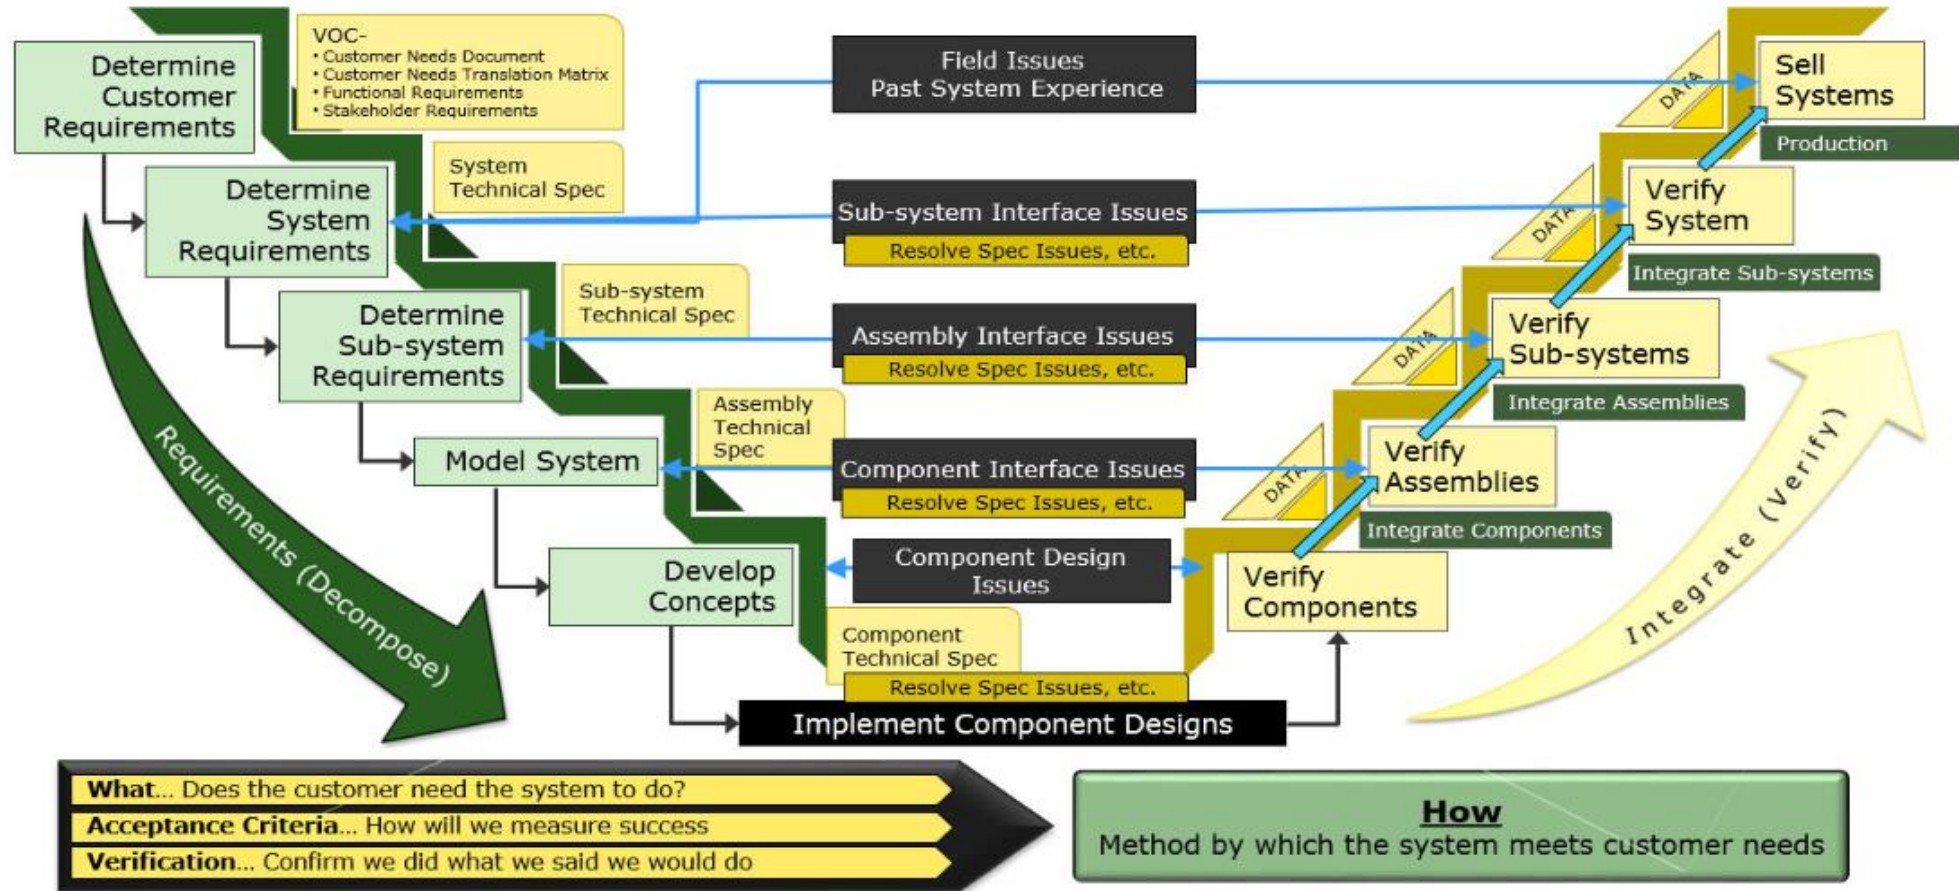 Determine
Customer
Requirements
VOC-
• Customer Needs Document
• Customer Needs Translation Matrix
• Functional Requirements
• Stakeholder Requirements
Field Issues
Past System Experience
DATA
Sell
Systems
Production
Determine
System
Requirements
System
Technical Spec
Sub-system Interface Issues
Resolve Spec Issues, etc.
DATA
Verify
System
Integrate Sub-systems
Determine
Sub-system
Requirements
Sub-system
Technical Spec
Assembly Interface Issues
Resolve Spec Issues, etc.
DATA
Verify
Sub-systems
Integrate Assemblies
Model System
Assembly
Technical
Spec
Component Interface Issues
Resolve Spec Issues, etc.
DATA
Verify
Assemblies
Integrate Components
Develop
Concepts
Component Design
Issues
Verify
Components
Component
Technical Spec
Resolve Spec Issues, etc.
Implement Component Designs
Requirements (Decompose)
Integrate (Verify)
What... Does the customer need the system to do?
Acceptance Criteria... How will we measure success
Verification... Confirm we did what we said we would do
How
Method by which the system meets customer needs